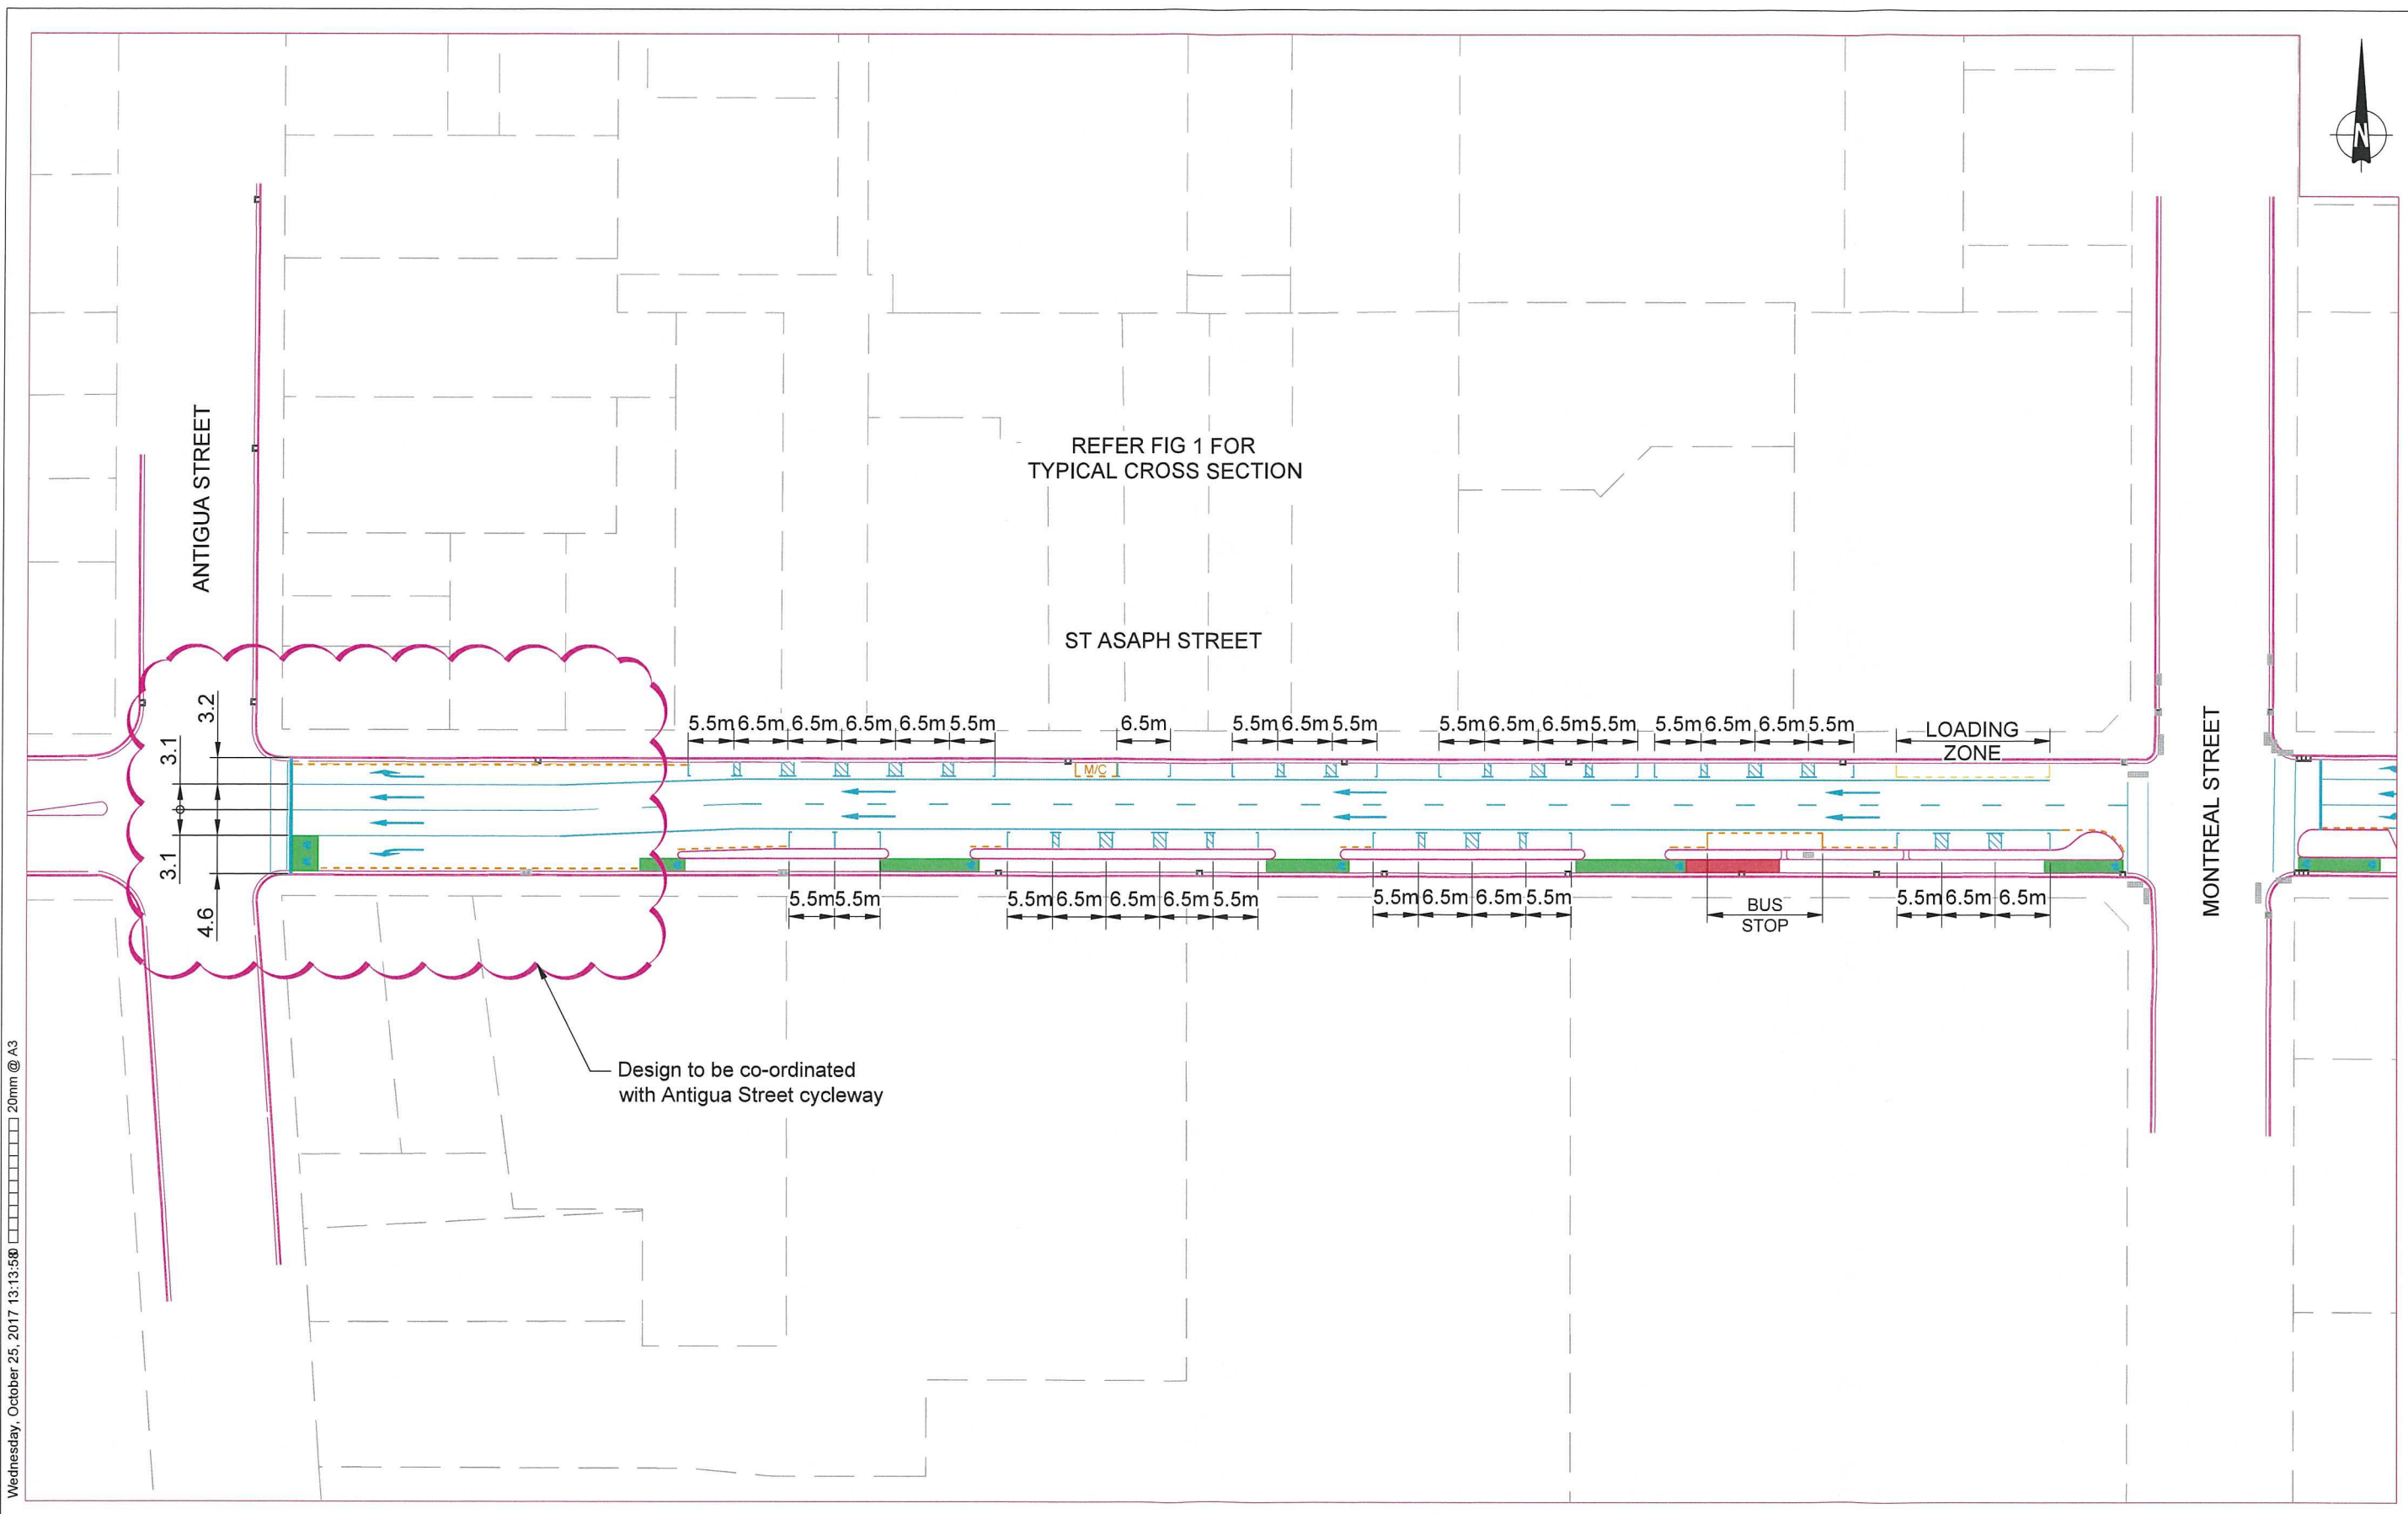 N
REFER FIG 1 FOR
TYPICAL CROSS SECTION
ANTIGUA STREET
ST ASAPH STREET
3.2
3.1
3.1
4.6
5.5m 6.5m 6.5m 6.5m 6.5m 5.5m
6.5m
5.5m 6.5m 5.5m
5.5m 6.5m 6.5m 5.5m
5.5m 6.5m 6.5m 5.5m
LOADING
ZONE
M/C
MONTREAL STREET
5.5m 5.5m
5.5m 6.5m 6.5m 6.5m 5.5m
5.5m 6.5m 6.5m 5.5m
BUS
STOP
5.5m 6.5m 6.5m
Design to be co-ordinated
with Antigua Street cycleway
Wednesday, October 25, 2017 13:13:58
0 20mm @ A3